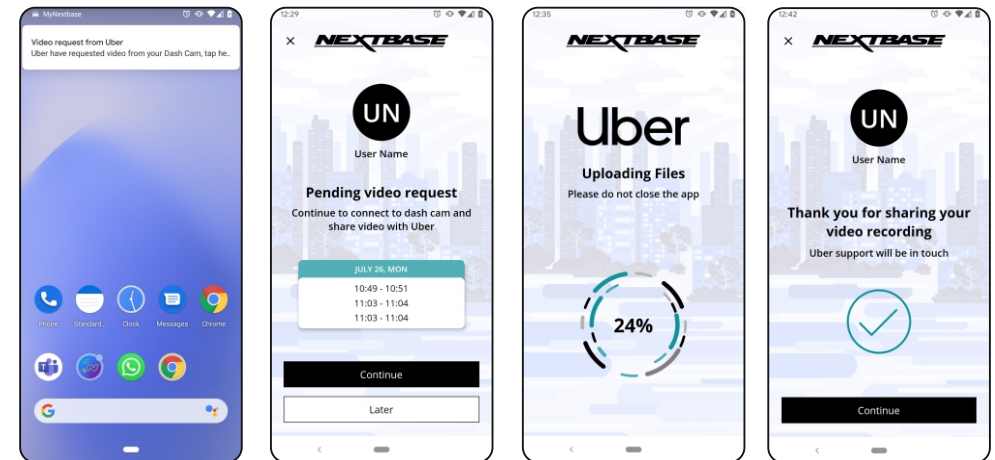 MyNextbase
Video request from Uber
Uber have requested video from your Dash Cam, tap he..
Phone
Standard..
Clock
Messages
Chrome
G
12:29
NEXTBASE
UN
User Name
Pending video request
Continue to connect to dash cam and
share video with Uber
JULY 26, MON
10:49 - 10:51
11:03 - 11:04
11:03 - 11:04
Continue
Later
12:35
NEXTBASE
Uber
Uploading Files
Please do not close the app
24%
12:42
NEXTBASE
UN
User Name
Thank you for sharing your
video recording
Uber support will be in touch
Continue